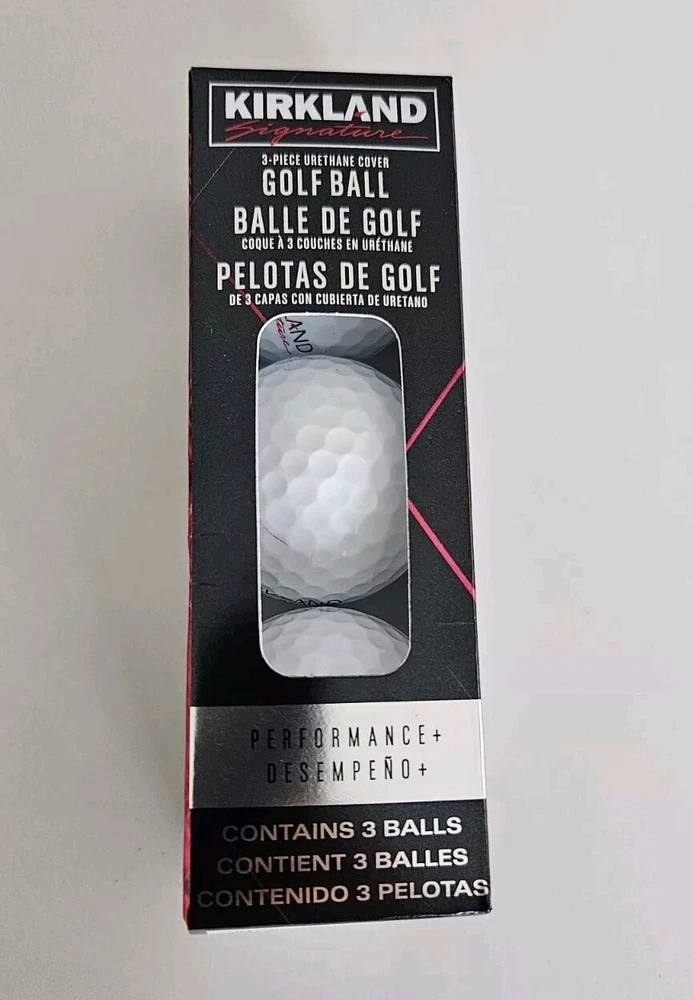 KIRKLAND
Signature
3-PIECE URETHANE COVER
GOLF BALL
BALLE DE GOLF
COQUE À 3 COUCHES EN URÉTHANE
PELOTAS DE GOLF
DE 3 CAPAS CON CUBIERTA DE URETANO
PERFORMANCE+
DESEMPEÑO+
CONTAINS 3 BALLS
CONTIENT 3 BALLES
CONTENIDO 3 PELOTAS